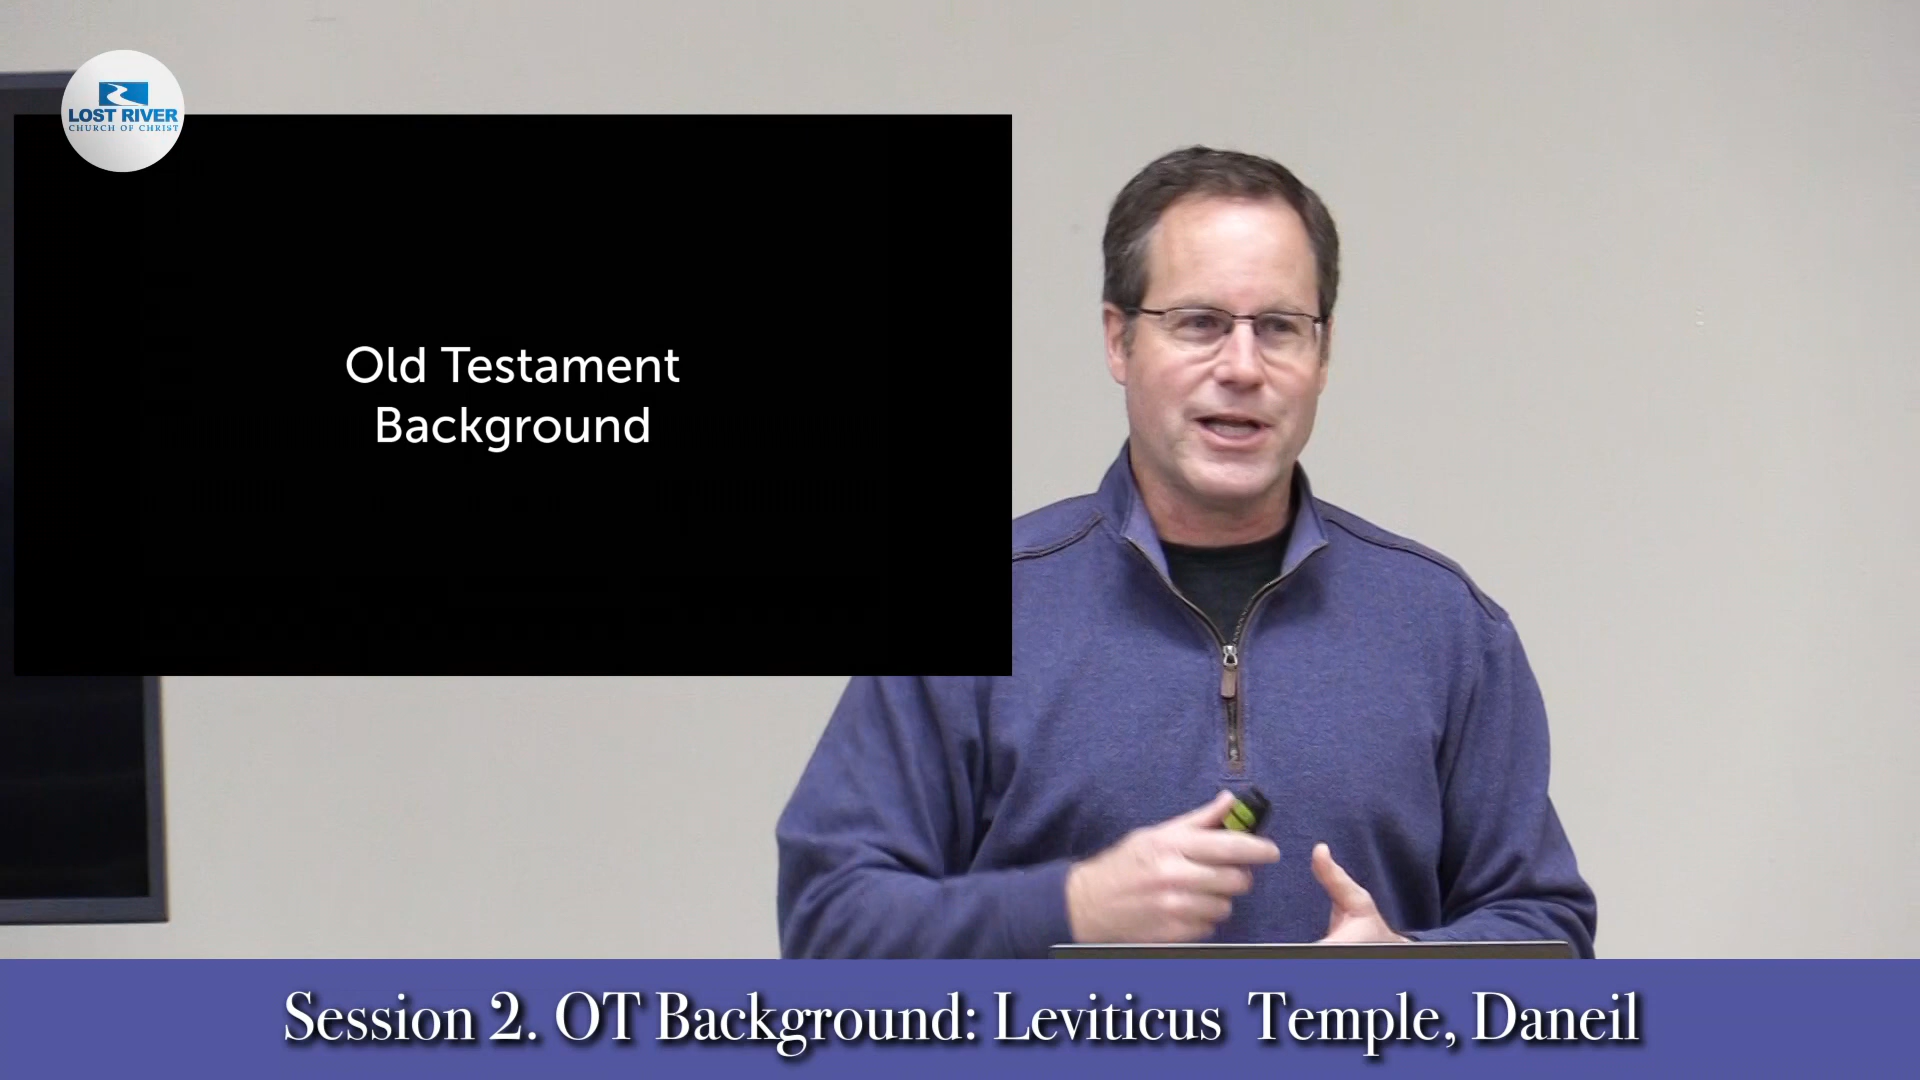 LOST RIVER
CHURCH OF CHRIST
Old Testament
Background
Session 2. OT Background: Leviticus  Temple, Daneil